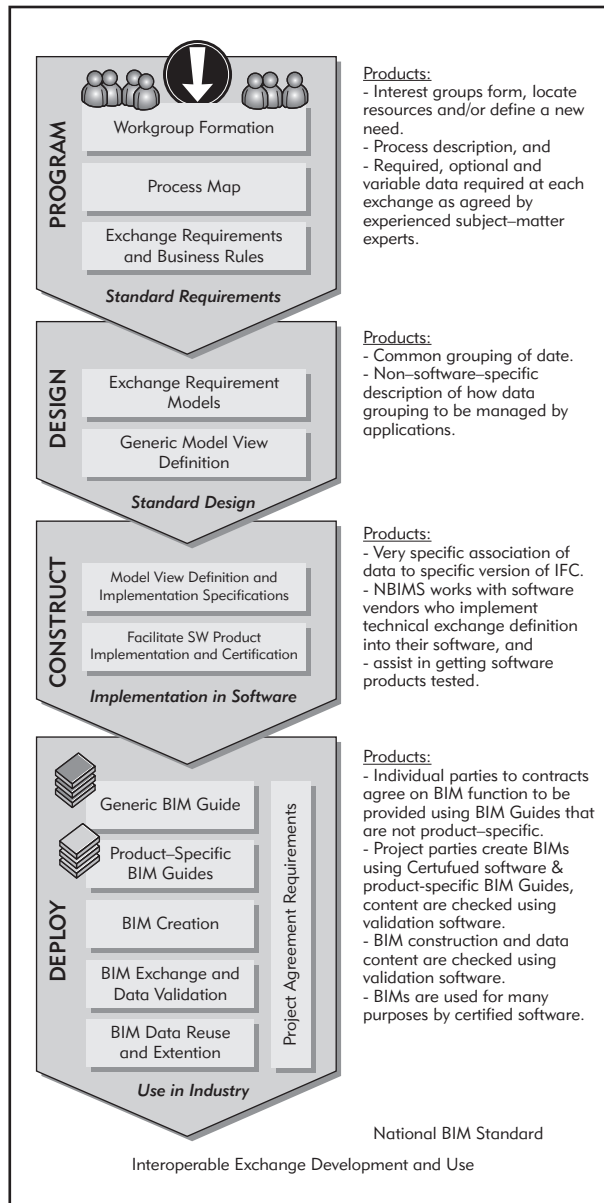 PROGRAM
Workgroup Formation
Process Map
Exchange Requirements
and Business Rules
Standard Requirements
Products:
- Interest groups form, locate
resources and/or define a new
need.
- Process description, and
- Required, optional and
variable data required at each
exchange as agreed by
experienced subject–matter
experts.
DESIGN
Exchange Requirement
Models
Generic Model View
Definition
Standard Design
Products:
- Common grouping of date.
- Non–software–specific
description of how data
grouping to be managed by
applications.
CONSTRUCT
Model View Definition and
Implementation Specifications
Facilitate SW Product
Implementation and Certification
Implementation in Software
Products:
- Very specific association of
data to specific version of IFC.
- NBIMS works with software
vendors who implement
technical exchange definition
into their software, and
- assist in getting software
products tested.
DEPLOY
Generic BIM Guide
Product–Specific
BIM Guides
BIM Creation
BIM Exchange and
Data Validation
BIM Data Reuse
and Extention
Project Agreement Requirements
Use in Industry
Products:
- Individual parties to contracts
agree on BIM function to be
provided using BIM Guides that
are not product–specific.
- Project parties create BIMs
using Certufued software &
product-specific BIM Guides,
content are checked using
validation software.
- BIM construction and data
content are checked using
validation software.
- BIMs are used for many
purposes by certified software.
National BIM Standard
Interoperable Exchange Development and Use